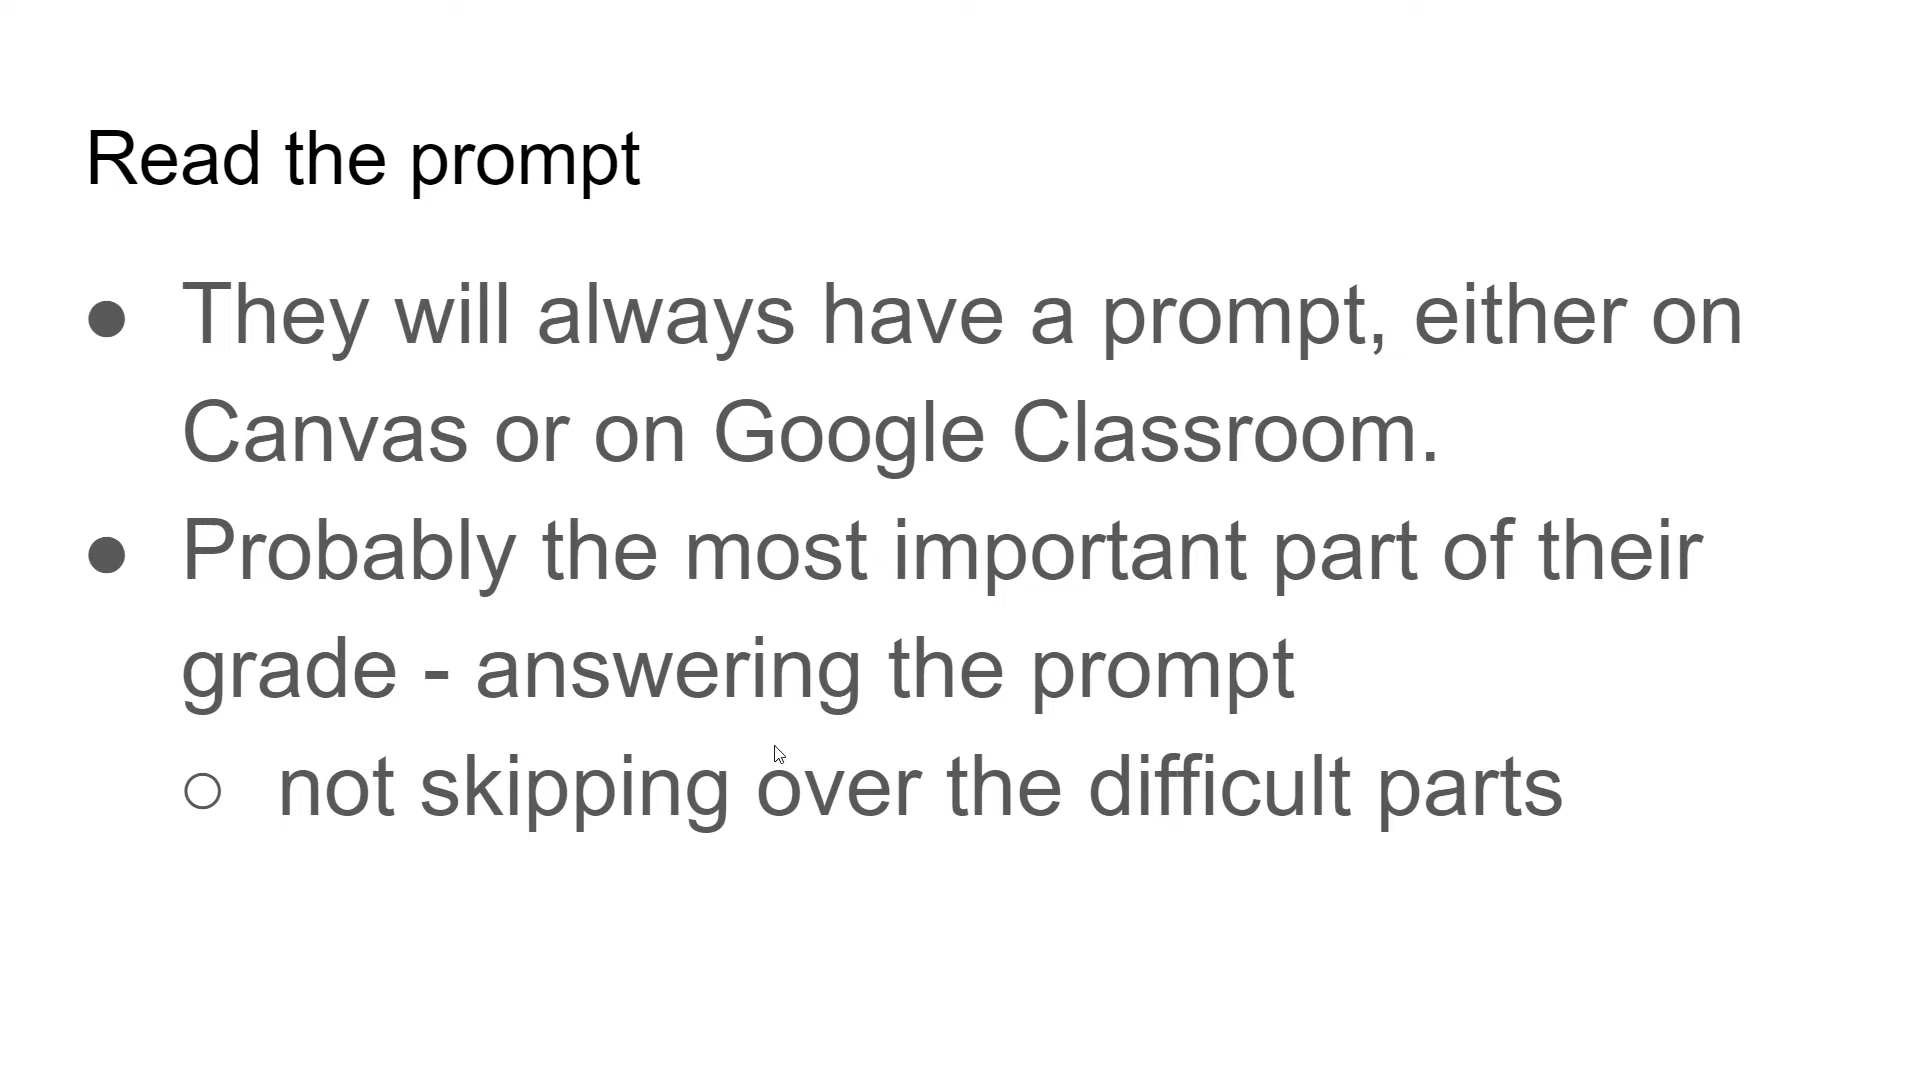 Read the prompt
● They will always have a prompt, either on
Canvas or on Google Classroom.
● Probably the most important part of their
grade - answering the prompt
○ not skipping over the difficult parts